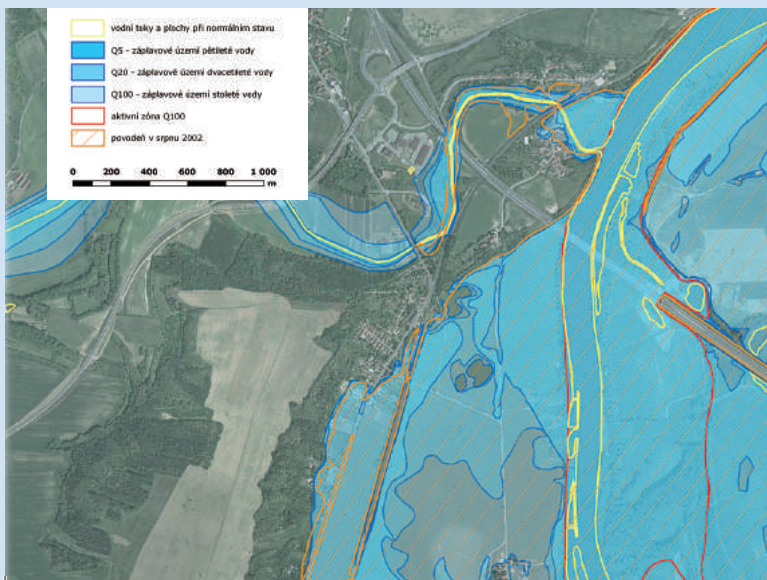 vodní toky a plochy při normálním stavu
Q5 - záplavové území pětileté vody
Q20 - záplavové území dvacetileté vody
Q100 - záplavové území stoleté vody
aktivní zóna Q100
povodeň v srpnu 2002
0 200 400 600 800 1 000
m